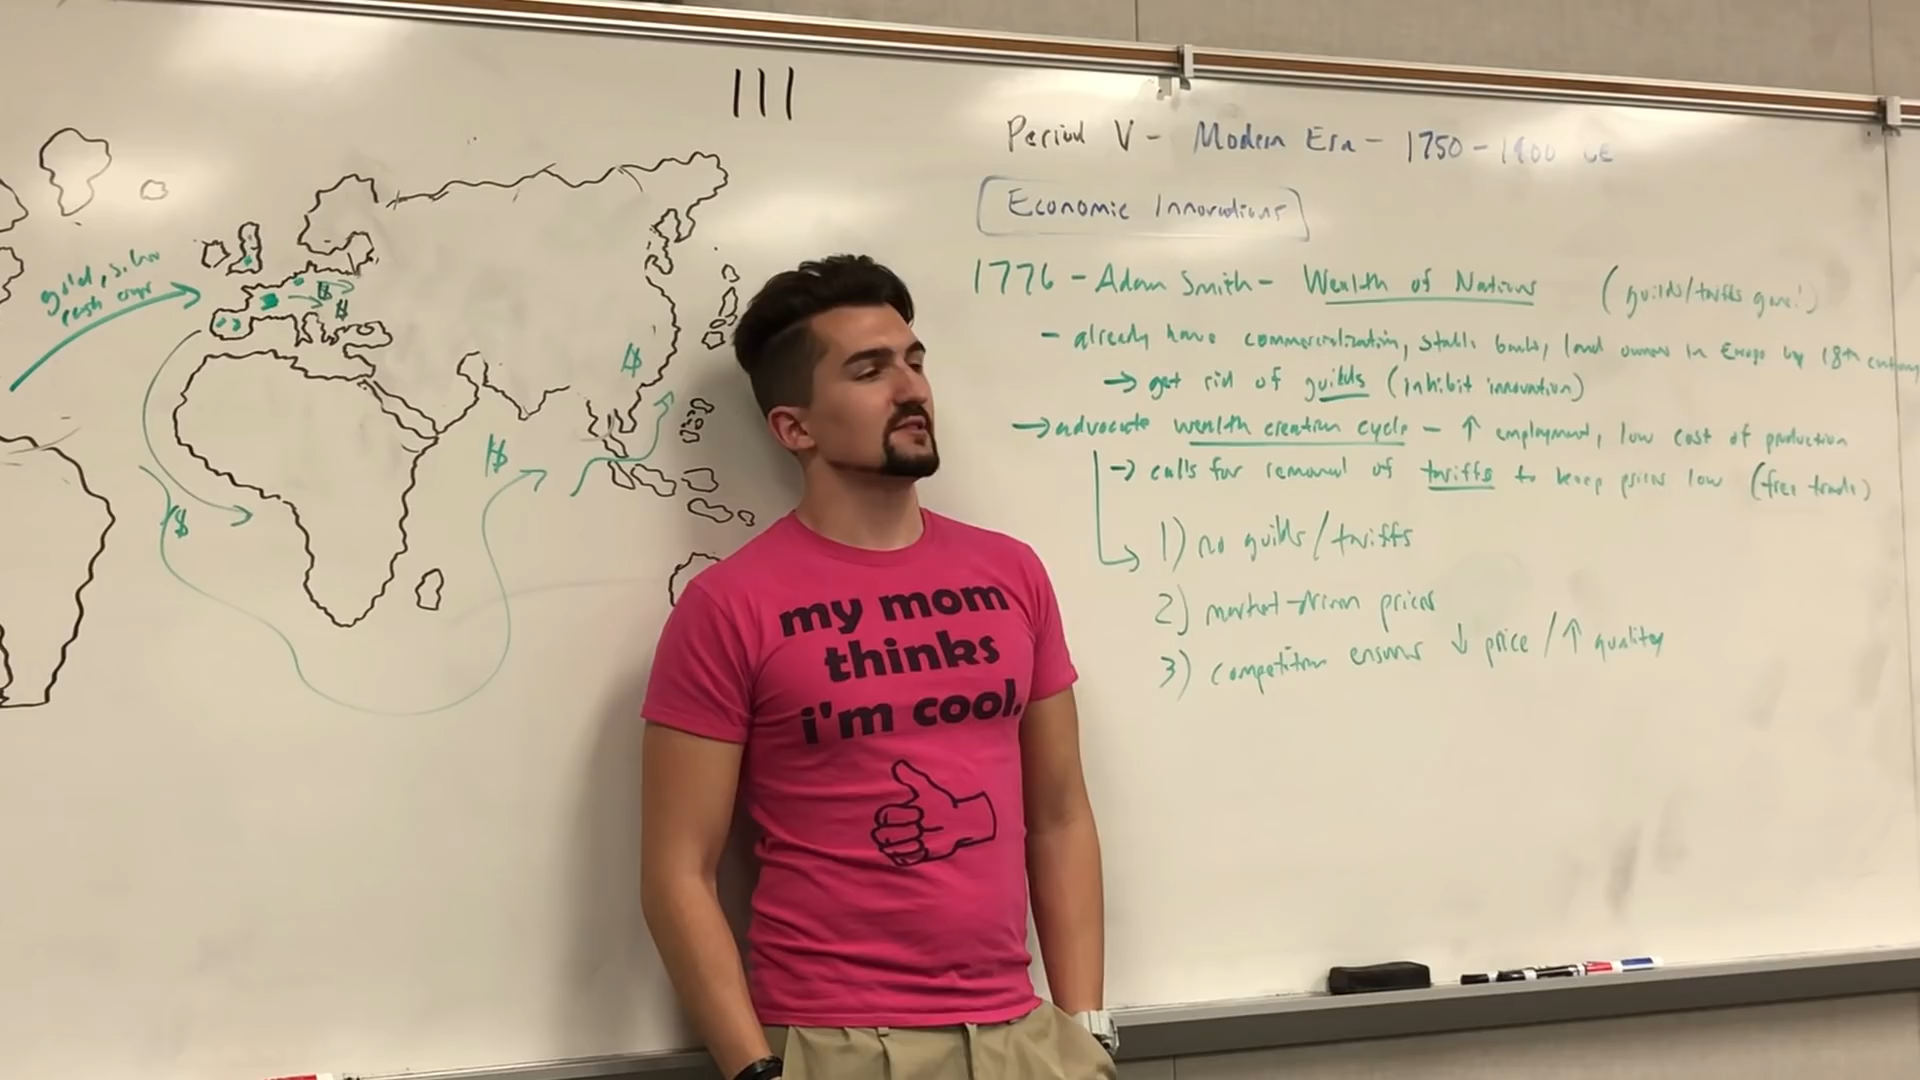 III
gold, silver
cash crops
$
$
$
$
$
Period V - Modern Era - 1750-1900 CE
Economic Innovations
1776 - Adam Smith - Wealth of Nations (guilds/tariffs gone!)
- already have commercialization, stable banks, land owners in Europe by 18th century
→ get rid of guilds (inhibit innovation)
→ advocate wealth creation cycle - ↑ employment, low cost of production
→ calls for removal of tariffs to keep prices low (free trade)
1) no guilds/tariffs
2) market-driven prices
3) competition ensures ↓ price/↑ quality
my mom
thinks
i'm cool.